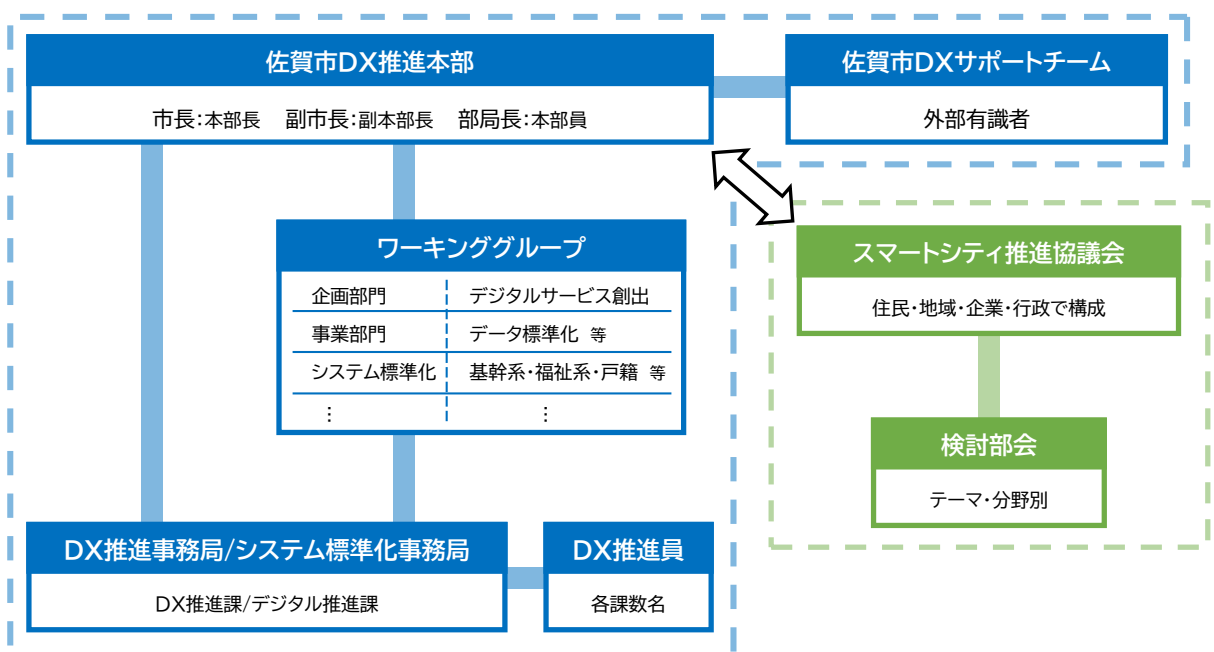 佐賀市DX推進本部
市長：本部長 副市長：副本部長 部局長：本部員
佐賀市DXサポートチーム
外部有識者
ワーキンググループ
企画部門 デジタルサービス創出
事業部門 データ標準化 等
システム標準化 基幹系・福祉系・戸籍 等
⋮ ⋮
スマートシティ推進協議会
住民・地域・企業・行政で構成
検討部会
テーマ・分野別
DX推進事務局/システム標準化事務局
DX推進課/デジタル推進課
DX推進員
各課数名